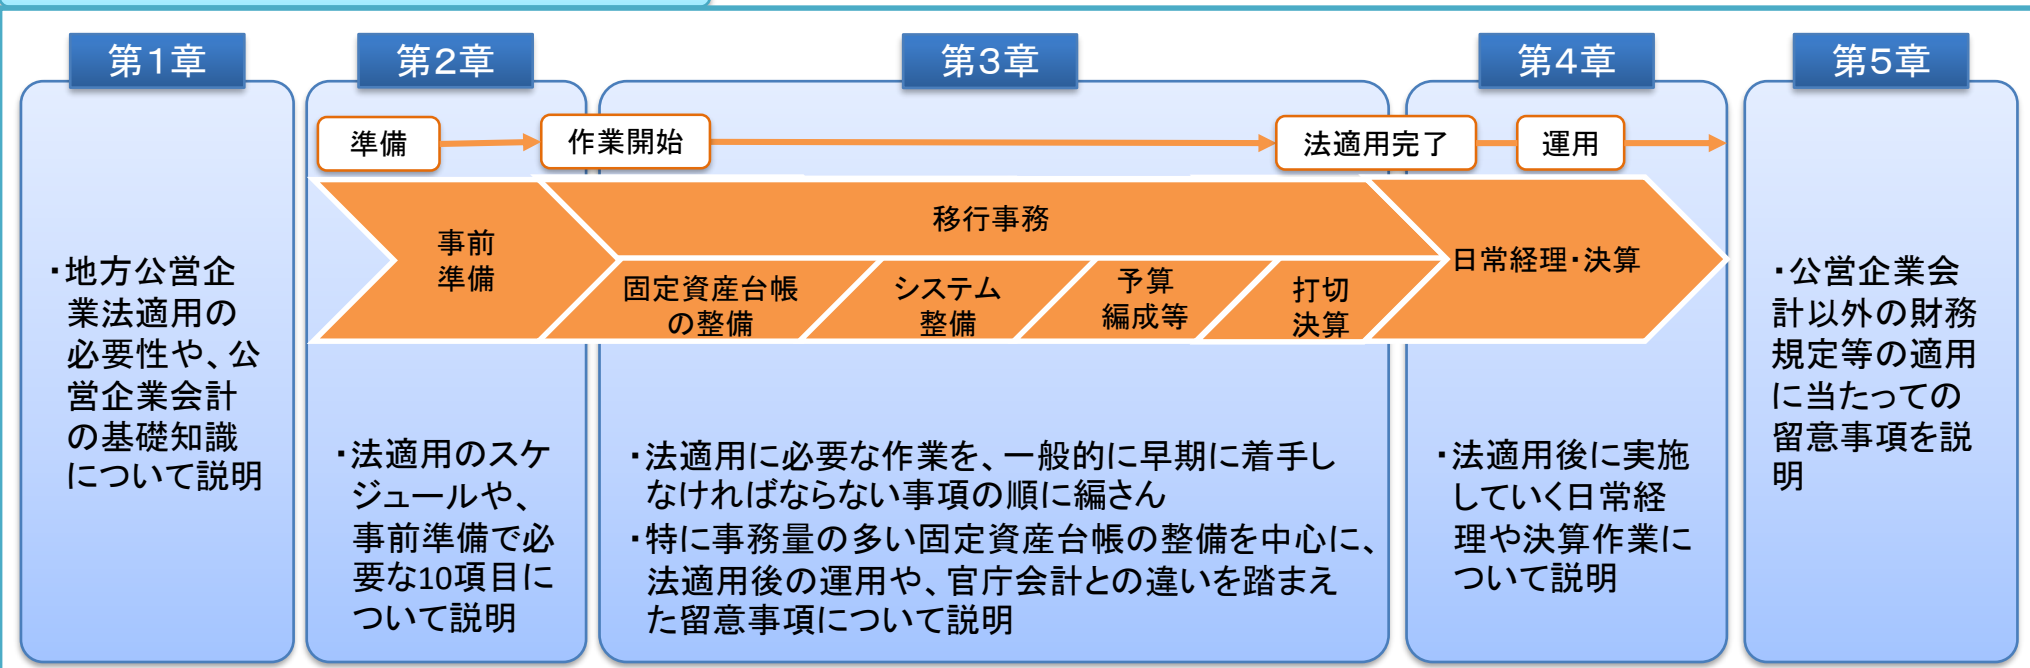 第1章
・地方公営企
業法適用の
必要性や、公
営企業会計
の基礎知識
について説明
第2章
第3章
第4章
準備
作業開始
法適用完了
運用
事前
準備
移行事務
固定資産台帳
の整備
システム
整備
予算
編成等
打切
決算
日常経理・決算
・法適用のスケ
ジュールや、
事前準備で必
要な10項目に
ついて説明
・法適用に必要な作業を、一般的に早期に着手し
なければならない事項の順に編さん
・特に事務量の多い固定資産台帳の整備を中心に、
法適用後の運用や、官庁会計との違いを踏まえ
た留意事項について説明
・法適用後に実施
していく日常経
理や決算作業に
ついて説明
第5章
・公営企業会
計以外の財務
規定等の適用
に当たっての
留意事項を説
明